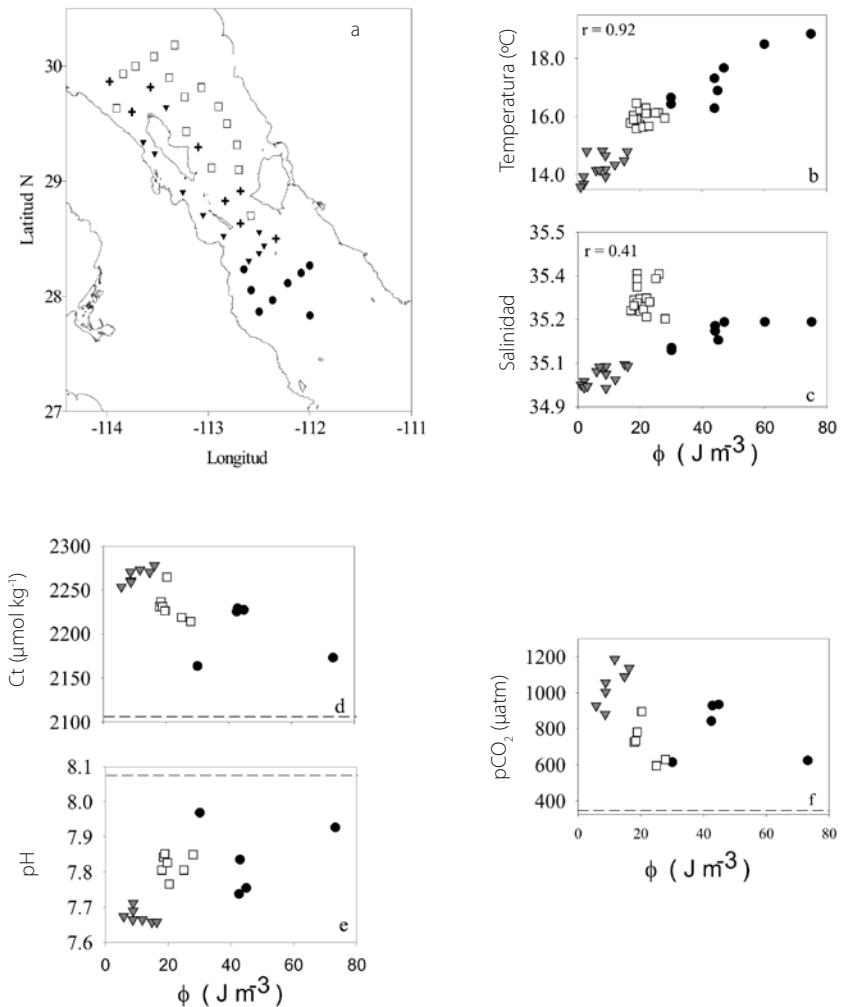 a
30
29
28
27
Latitud N
-114
-113
-112
-111
Longitud
r = 0.92
18.0
16.0
14.0
Temperatura (ºC)
b
r = 0.41
35.5
35.4
35.2
35.1
34.9
Salinidad
c
0
20
40
60
80
ϕ ( J m⁻³ )
2300
2250
2200
2150
2100
Ct (µmol kg⁻¹)
d
8.1
8.0
7.9
7.8
7.7
7.6
pH
e
0
20
40
60
80
ϕ ( J m⁻³ )
1200
1000
800
600
400
pCO₂ (µatm)
f
0
20
40
60
80
ϕ ( J m⁻³ )